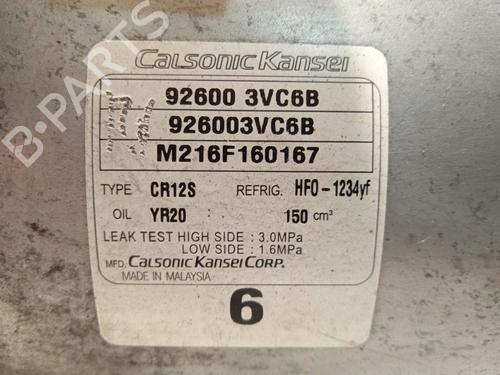 Calsonic Kansei
92600 3VC6B
926003VC6B
M216F160167
TYPE CR12S REFRIG. HFO-1234yf
OIL YR20 150 cm³
LEAK TEST HIGH SIDE : 3.0MPa
LOW SIDE : 1.6MPa
MFD. CALSONIC KANSEI CORP.
MADE IN MALAYSIA
6
B-PARTS